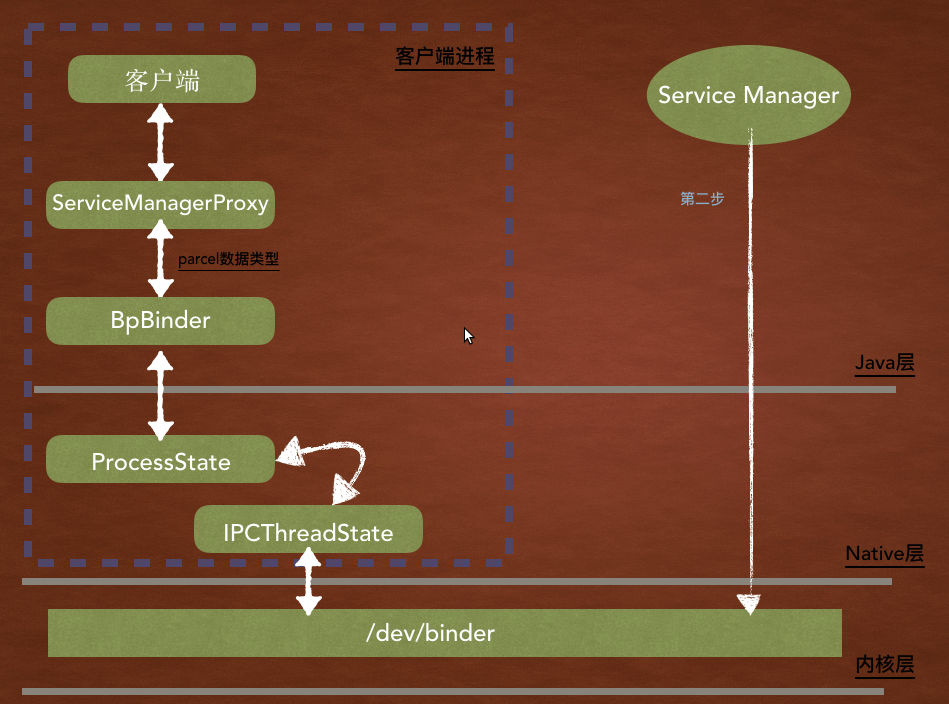 客户端进程
客户端
Service Manager
第二步
ServiceManagerProxy
parcel数据类型
BpBinder
Java层
ProcessState
IPCThreadState
Native层
/dev/binder
内核层